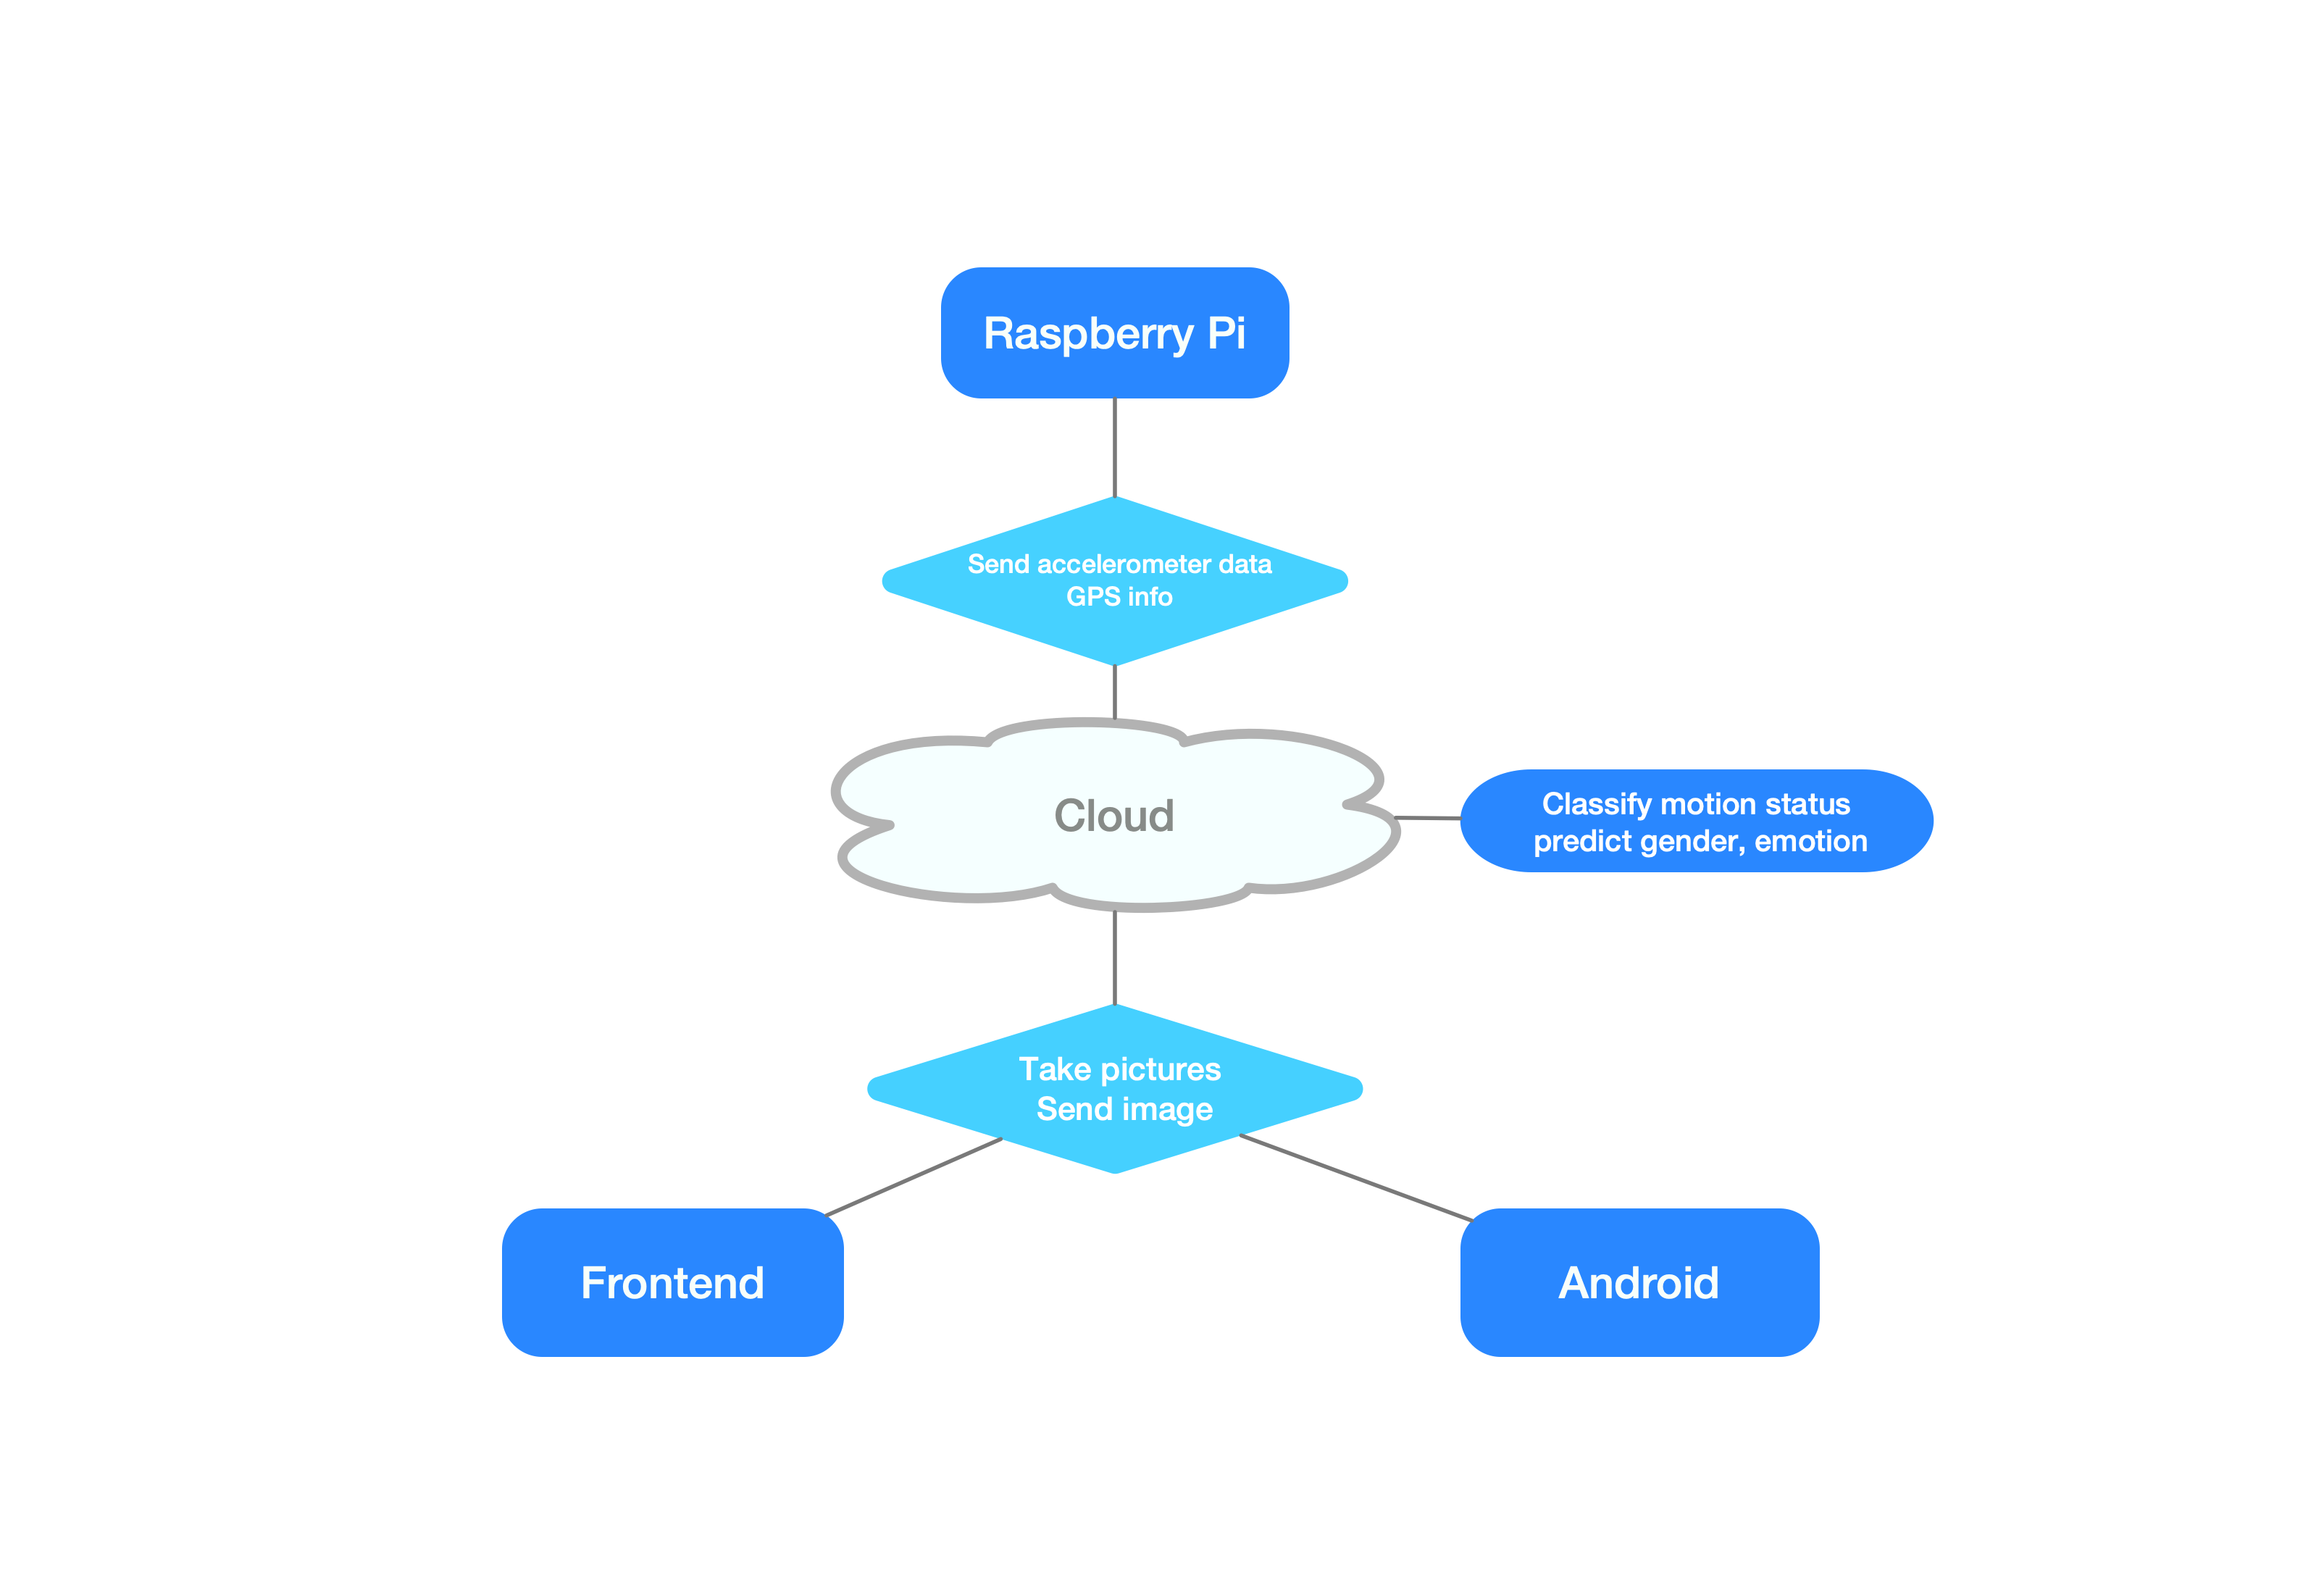 Raspberry Pi
Send accelerometer data
GPS info
Cloud
Classify motion status
predict gender, emotion
Take pictures
Send image
Frontend
Android